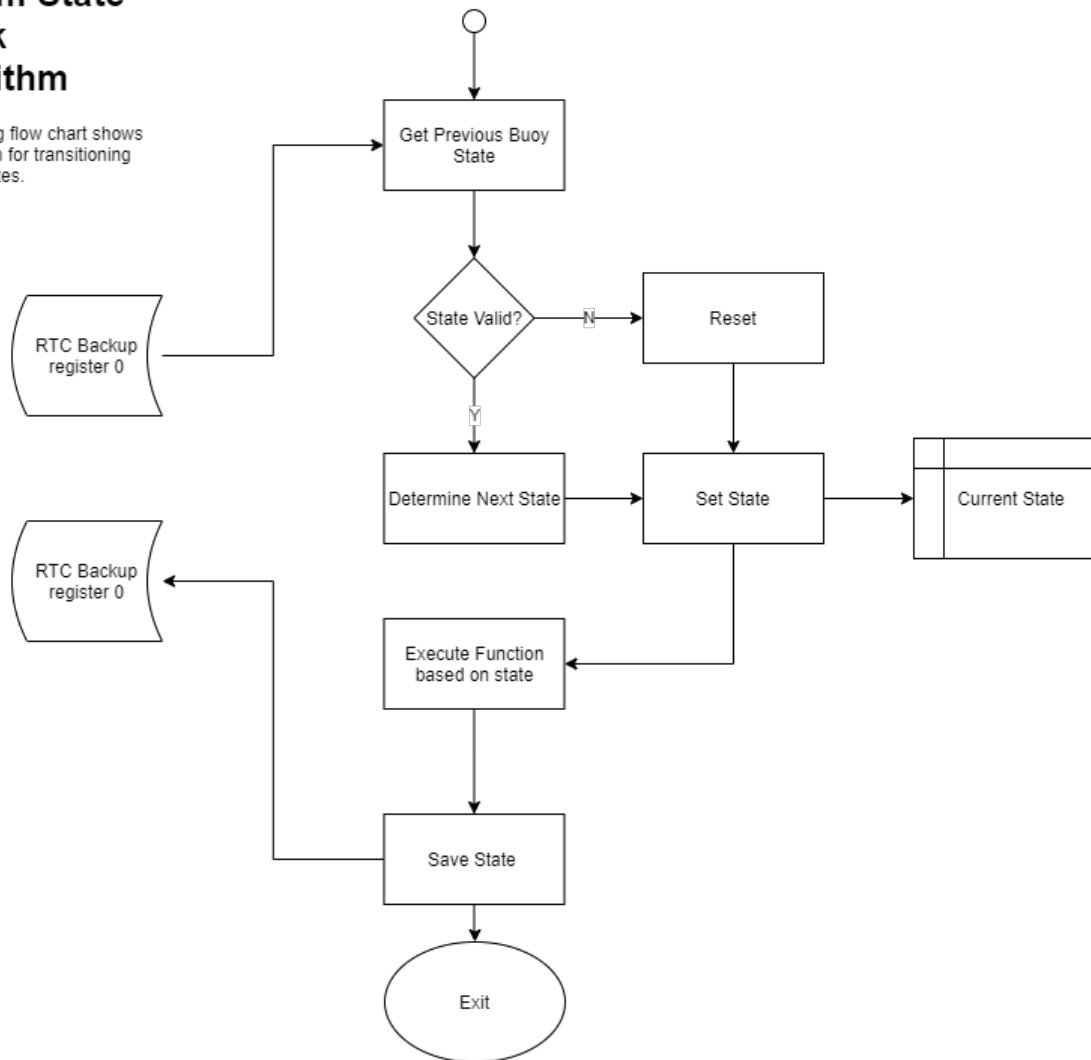 State
ithm
flow chart shows
for transitioning
Get Previous Buoy
State
State Valid?
N
Reset
RTC Backup
register 0
Y
Determine Next State
Set State
Current State
RTC Backup
register 0
Execute Function
based on state
Save State
Exit